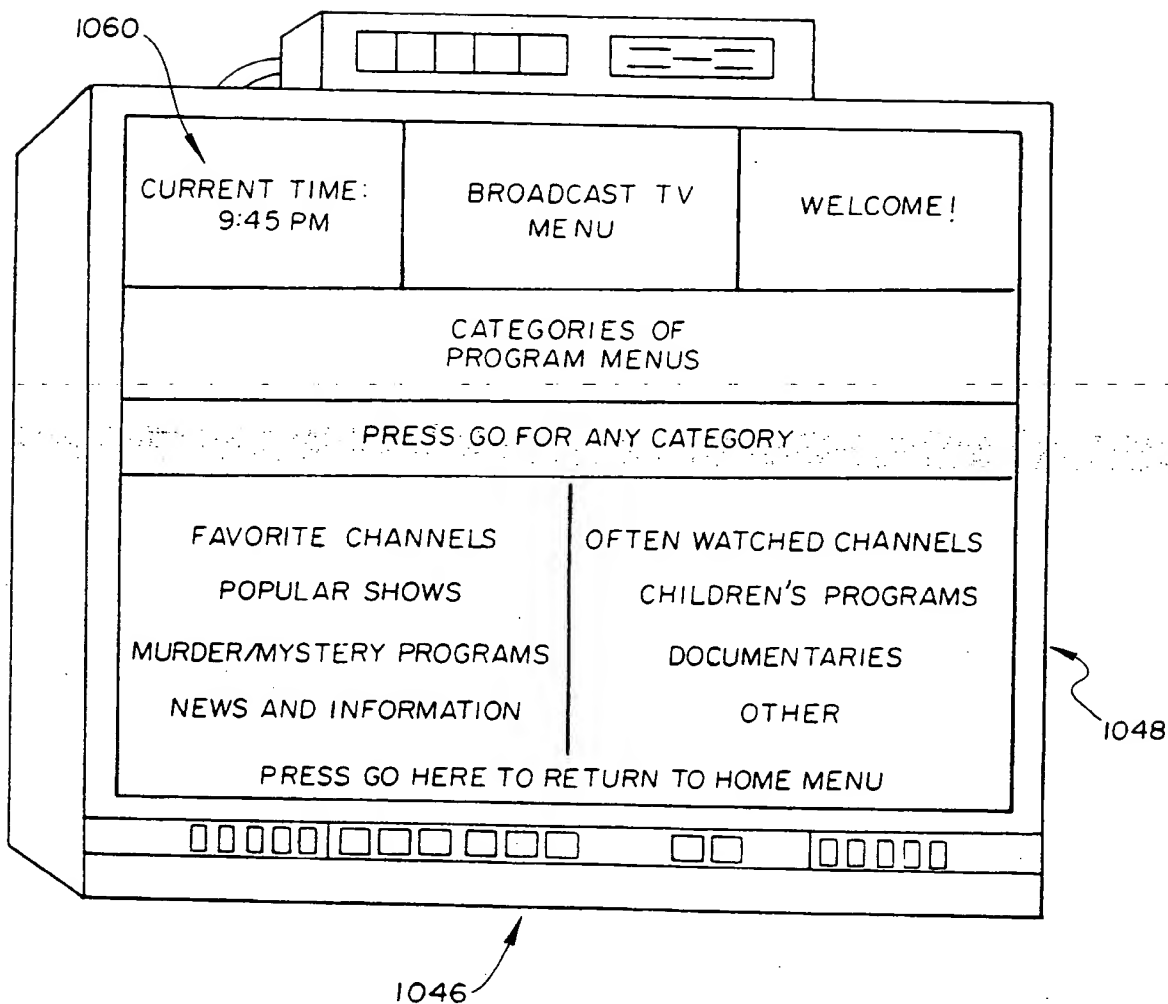 1060
CURRENT TIME:
9:45 PM
BROADCAST TV
MENU
WELCOME!
CATEGORIES OF
PROGRAM MENUS
PRESS GO FOR ANY CATEGORY
FAVORITE CHANNELS
OFTEN WATCHED CHANNELS
POPULAR SHOWS
CHILDREN'S PROGRAMS
MURDER/MYSTERY PROGRAMS
DOCUMENTARIES
NEWS AND INFORMATION
OTHER
1048
PRESS GO HERE TO RETURN TO HOME MENU
1046